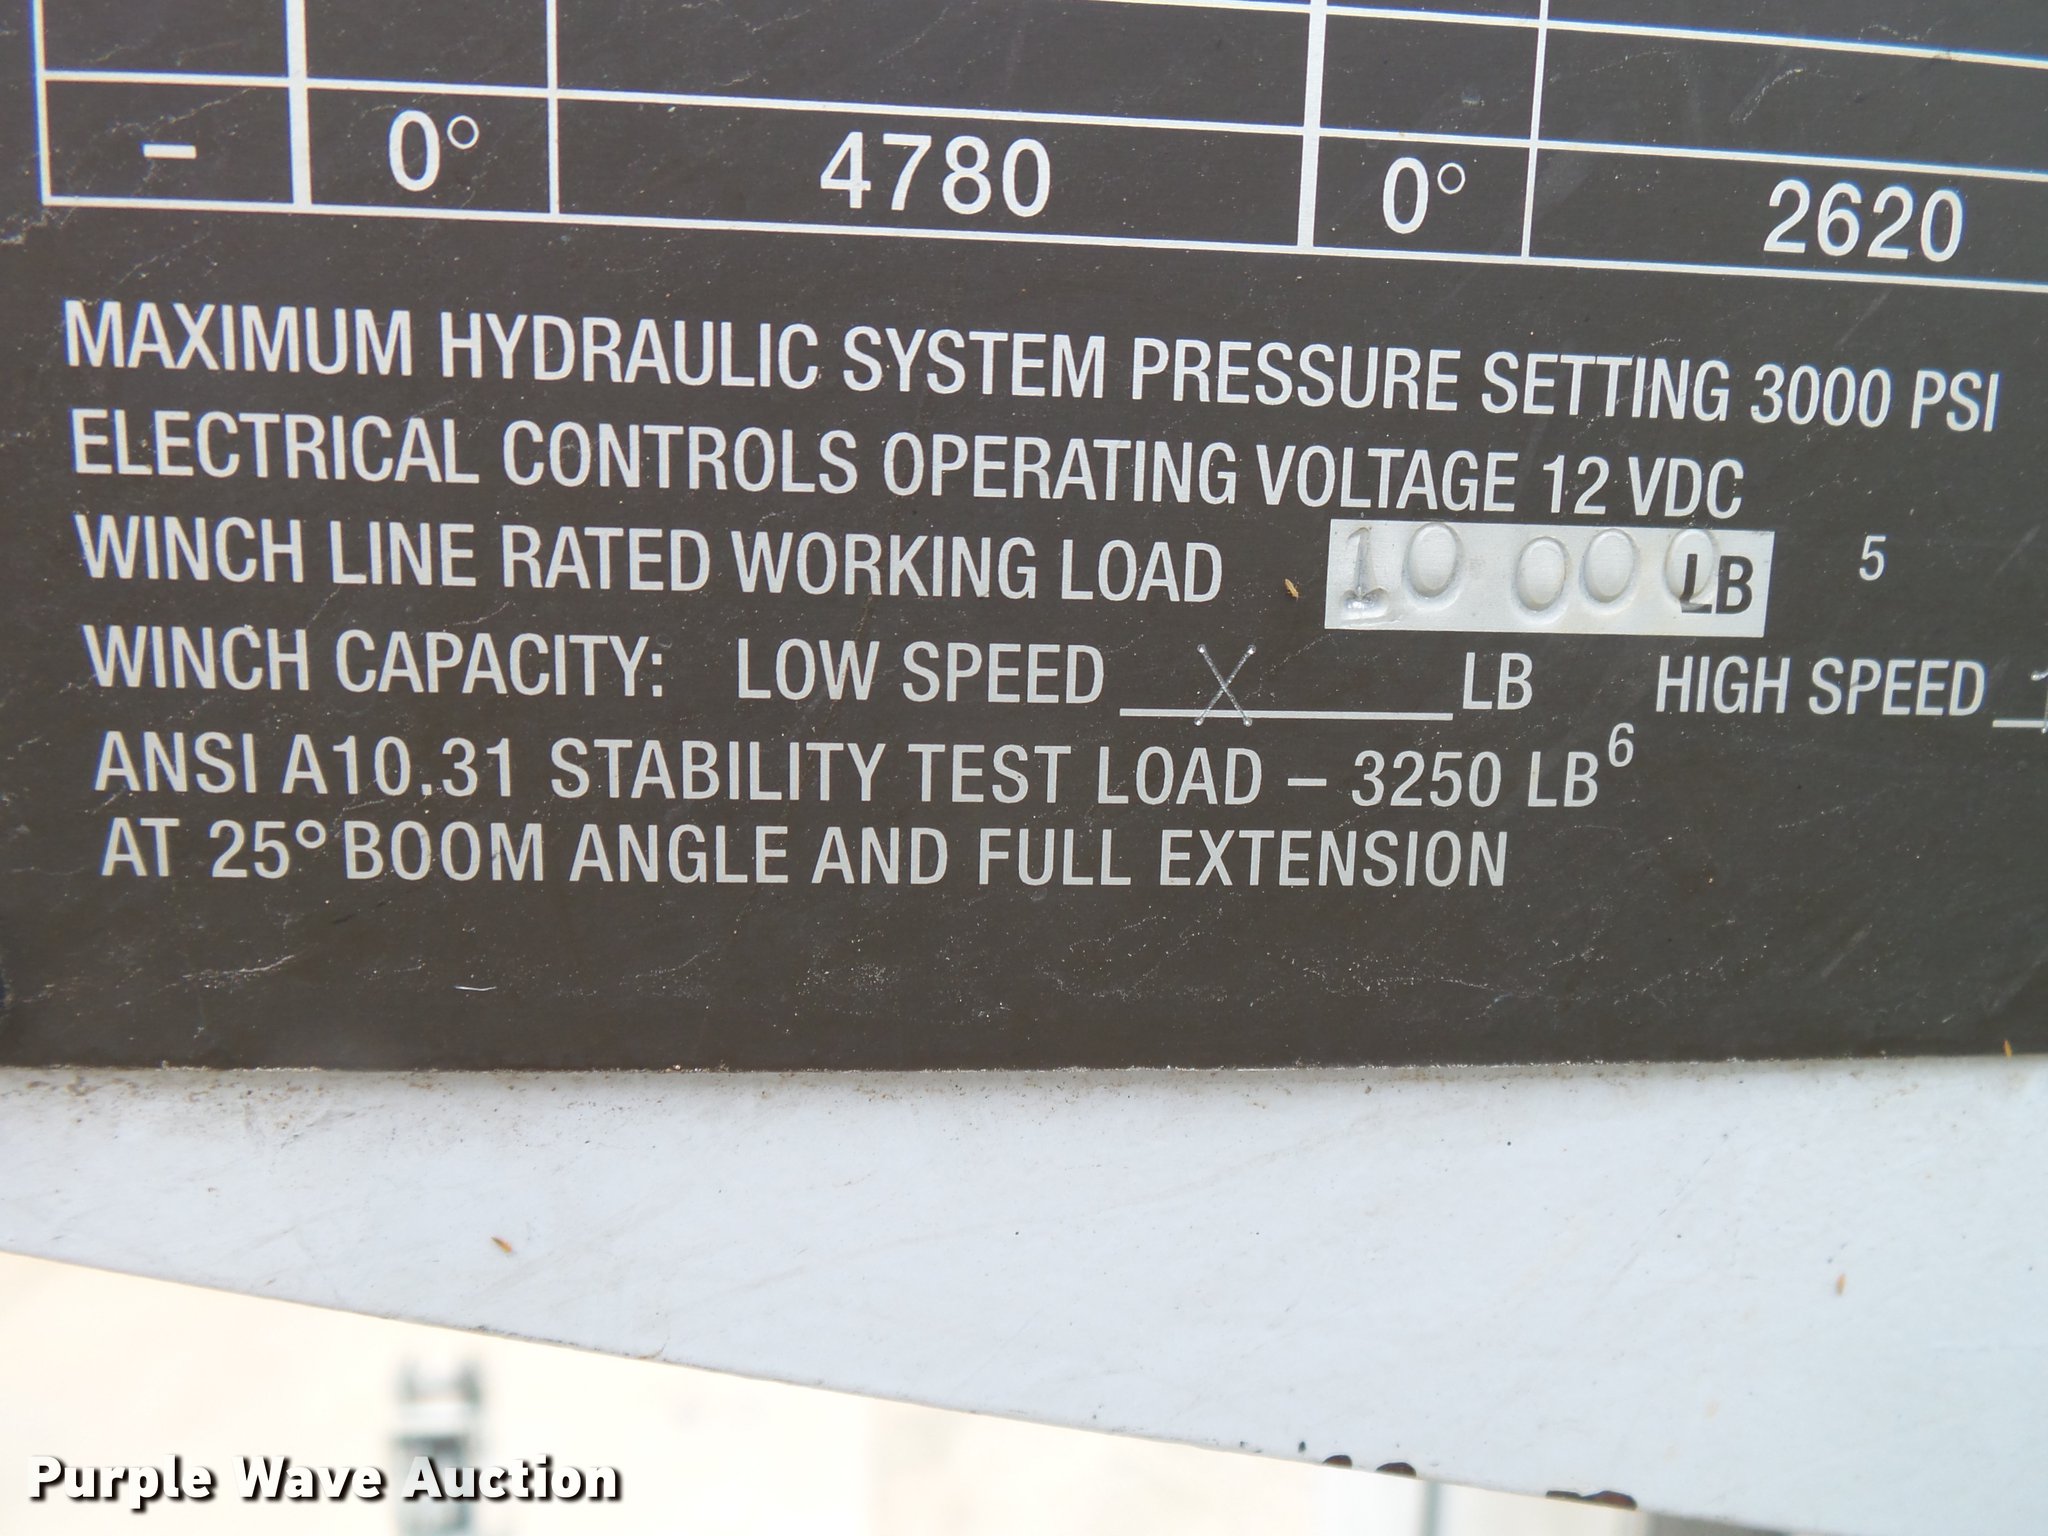 – 0° 4780 0° 2620
MAXIMUM HYDRAULIC SYSTEM PRESSURE SETTING 3000 PSI
ELECTRICAL CONTROLS OPERATING VOLTAGE 12 VDC
WINCH LINE RATED WORKING LOAD 10 000 LB 5
WINCH CAPACITY: LOW SPEED X LB HIGH SPEED
ANSI A10.31 STABILITY TEST LOAD – 3250 LB6
AT 25° BOOM ANGLE AND FULL EXTENSION
Purple Wave Auction